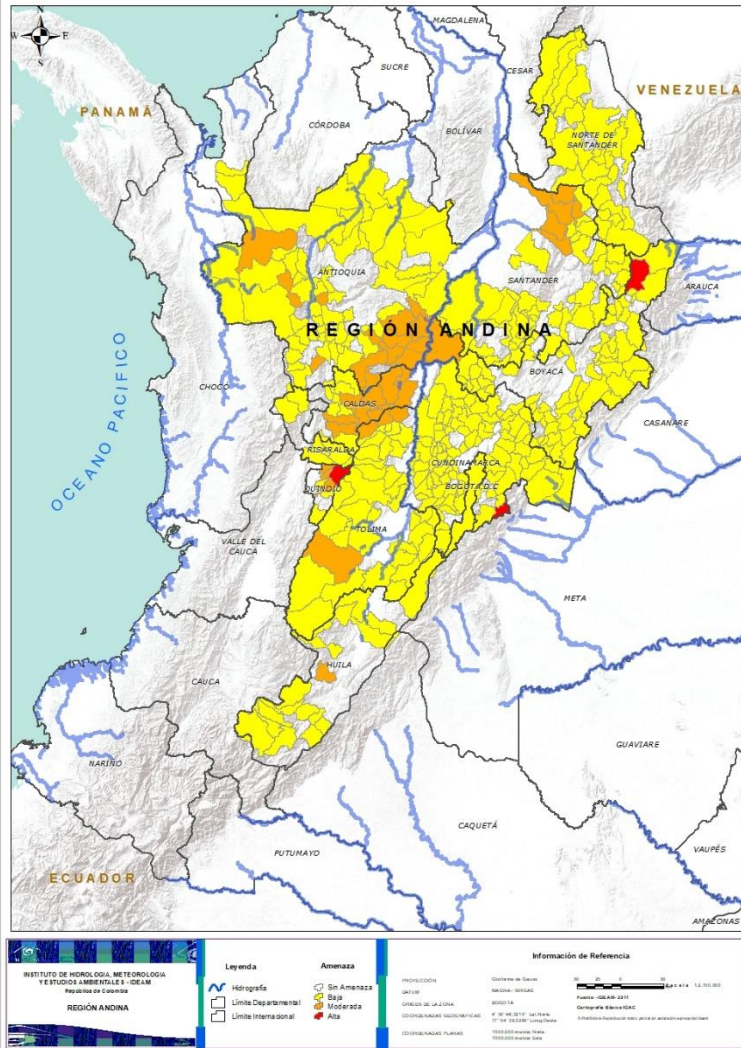 N
W E
S
MAGDALENA
SUCRE
CESAR
VENEZUELA
PANAMÁ
CÓRDOBA
BOLÍVAR
NORTE DE
SANTANDER
ANTIOQUIA
SANTANDER
ARAUCA
REGIÓN ANDINA
BOYACÁ
OCEANO PACIFICO
CHOCO
CALDAS
CASANARE
RISARALDA
CUNDINAMARCA
QUINDIO
BOGOTA D.C
TOLIMA
VALLE DEL
CAUCA
META
HUILA
CAUCA
GUAVIARE
NARIÑO
CAQUETÁ
VAUPÉS
PUTUMAYO
ECUADOR
AMAZONAS
INSTITUTO DE HIDROLOGIA, METEOROLOGIA
Y ESTUDIOS AMBIENTALES - IDEAM
República de Colombia
REGIÓN ANDINA
Leyenda
Hidrografía
Límite Departamental
Límite Internacional
Amenaza
Sin Amenaza
Baja
Moderada
Alta
Información de Referencia
PROYECCIÓN Conforme de Gauss
DATUM MAGNA - SIRGAS
ORIGEN DE LA ZONA BOGOTÁ
COORDENADAS GEOGRÁFICAS
COORDENADAS PLANAS
Fuente: -IDEAM- 2011
Cartografía Básica IGAC